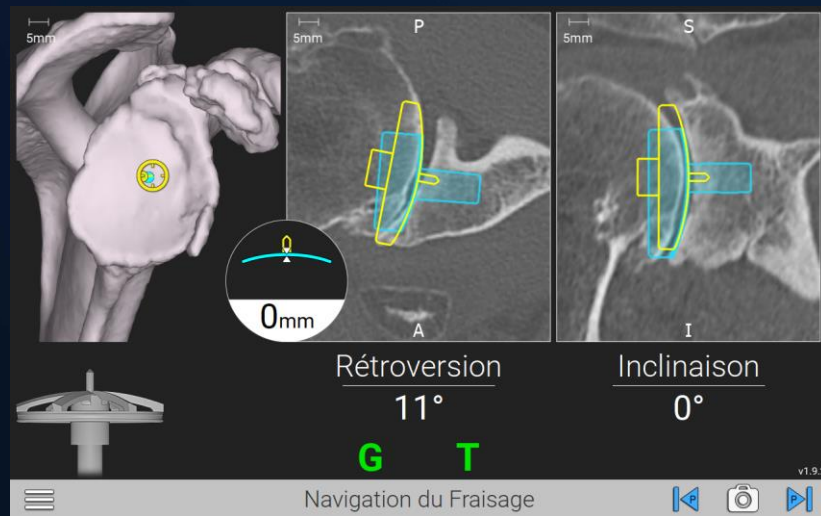 5mm
P
5mm
S
5mm
0mm
A
I
Rétroversion
Inclinaison
11°
0°
G T
v1.9.
Navigation du Fraisage
P
P